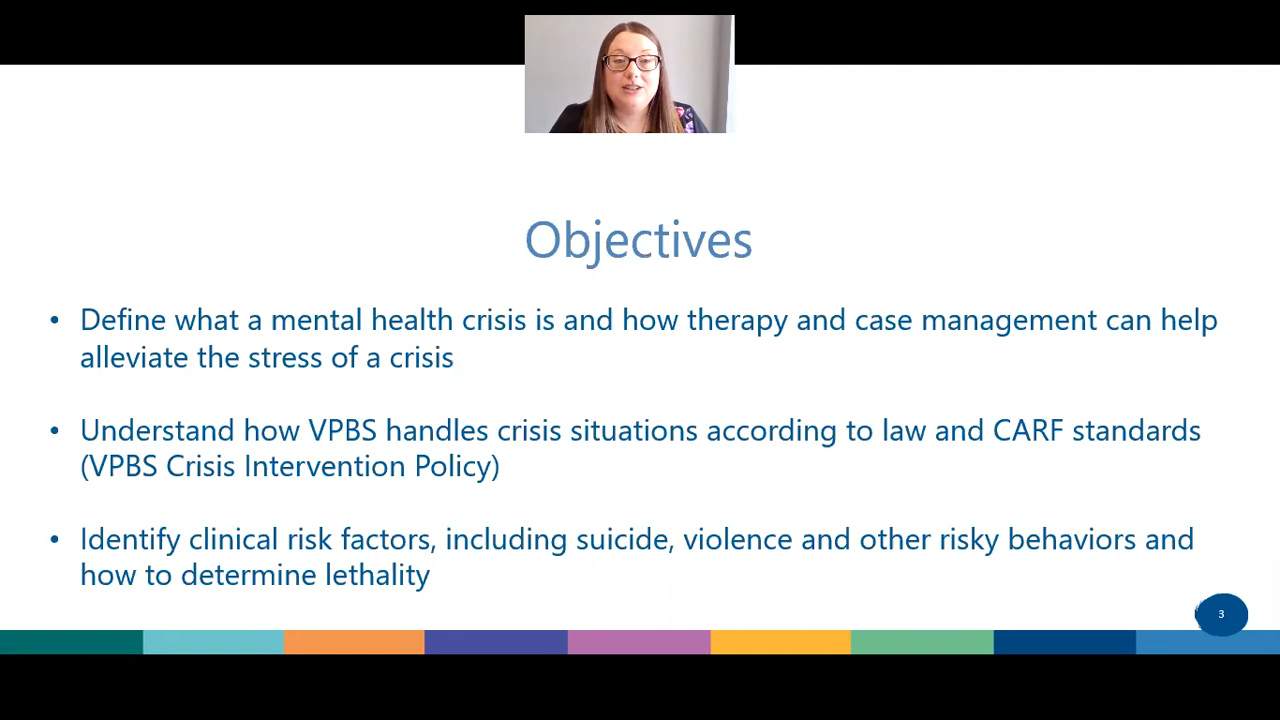 Objectives
• Define what a mental health crisis is and how therapy and case management can help
alleviate the stress of a crisis
• Understand how VPBS handles crisis situations according to law and CARF standards
(VPBS Crisis Intervention Policy)
• Identify clinical risk factors, including suicide, violence and other risky behaviors and
how to determine lethality
3